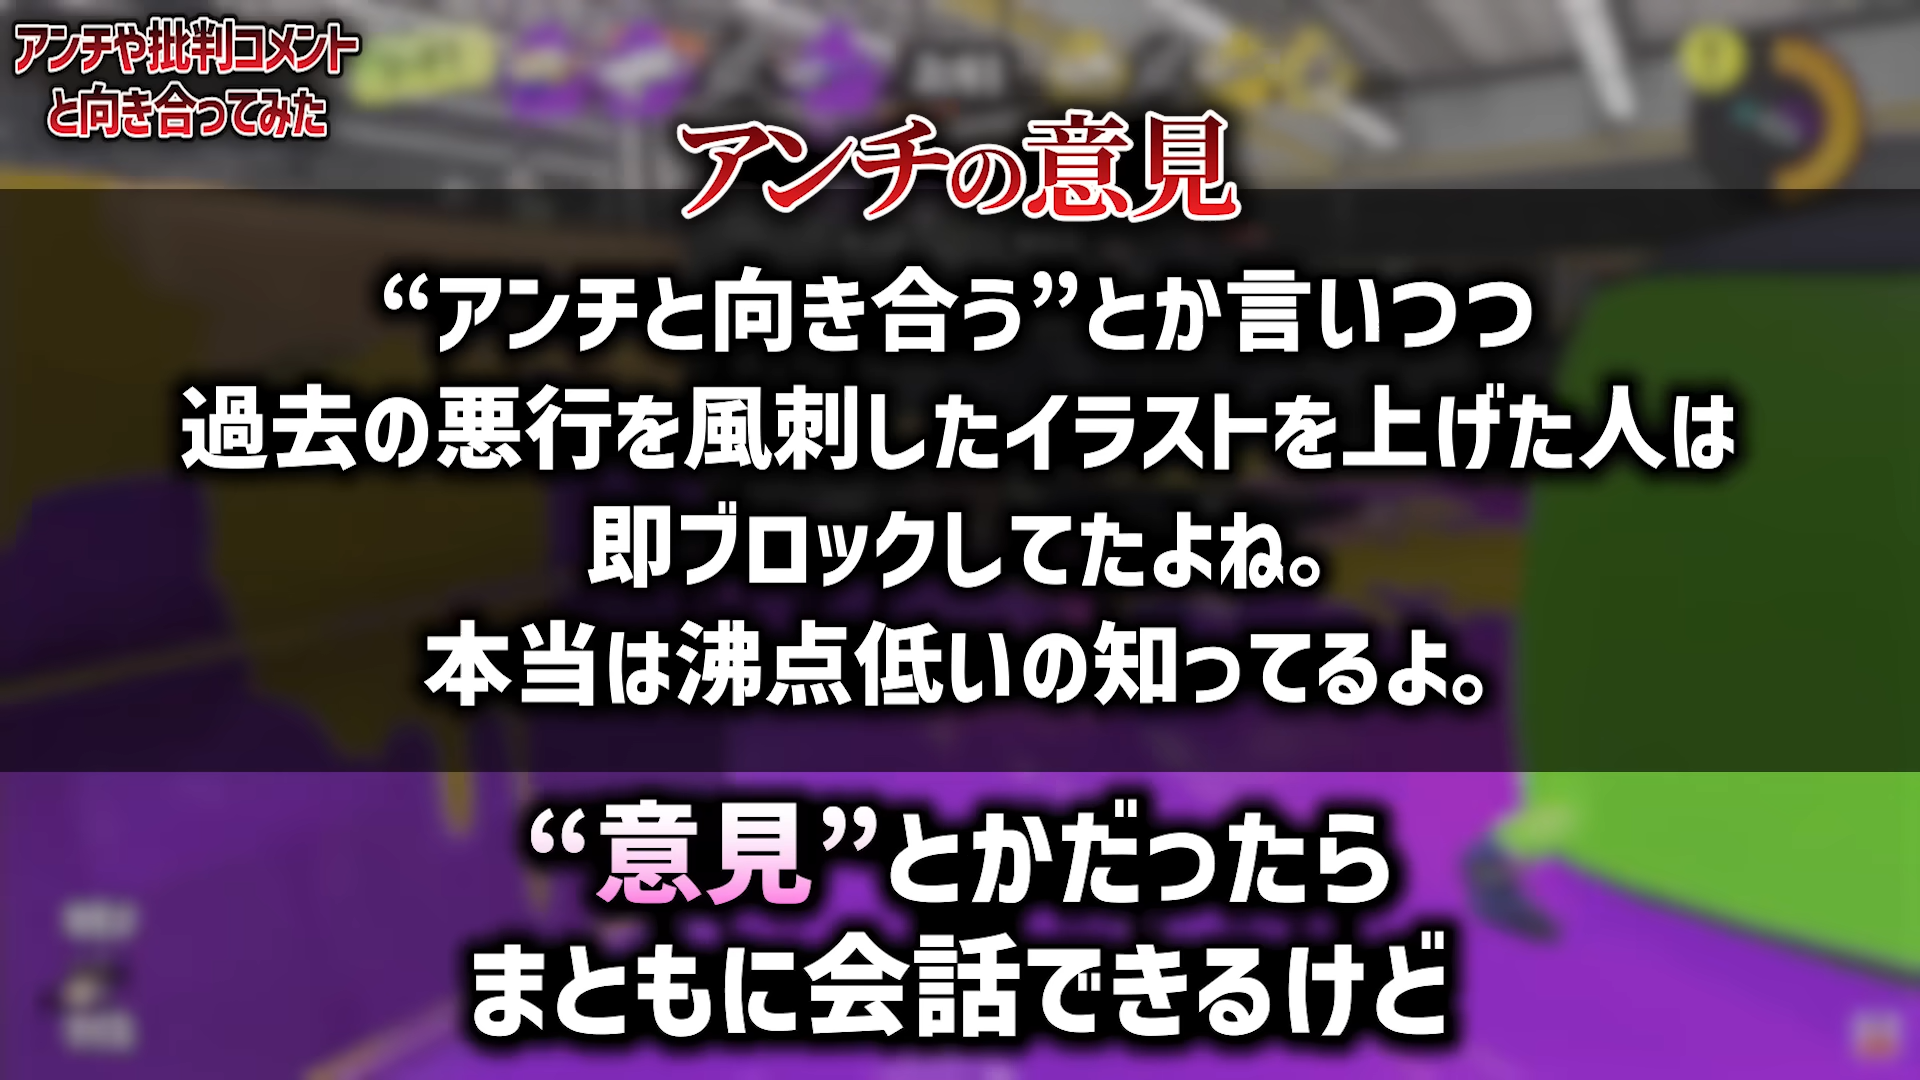 アンチや批判コメント
と向き合ってみた
アンチの意見
“アンチと向き合う”とか言いつつ
過去の悪行を風刺したイラストを上げた人は
即ブロックしてたよね。
本当は沸点低いの知ってるよ。
“意見”とかだったら
まともに会話できるけど